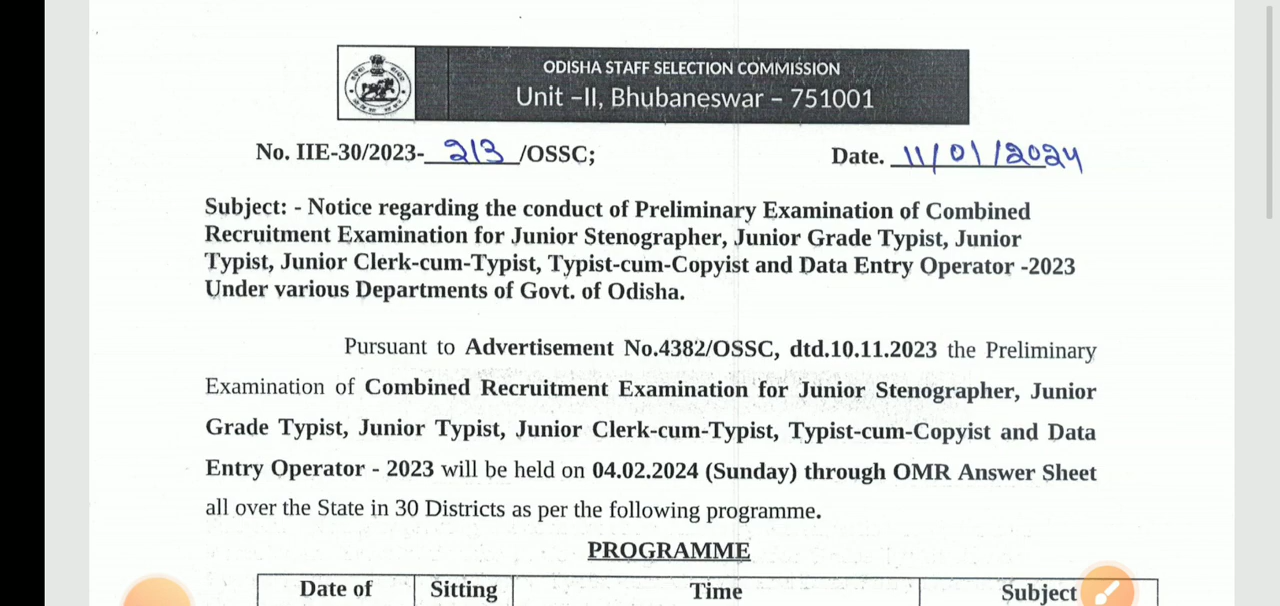 ODISHA STAFF SELECTION COMMISSION
Unit –II, Bhubaneswar – 751001
No. IIE-30/2023- 213 /OSSC;
Date. 11/01/2024
Subject: - Notice regarding the conduct of Preliminary Examination of Combined
Recruitment Examination for Junior Stenographer, Junior Grade Typist, Junior
Typist, Junior Clerk-cum-Typist, Typist-cum-Copyist and Data Entry Operator -2023
Under various Departments of Govt. of Odisha.
Pursuant to Advertisement No.4382/OSSC, dtd.10.11.2023 the Preliminary
Examination of Combined Recruitment Examination for Junior Stenographer, Junior
Grade Typist, Junior Typist, Junior Clerk-cum-Typist, Typist-cum-Copyist and Data
Entry Operator - 2023 will be held on 04.02.2024 (Sunday) through OMR Answer Sheet
all over the State in 30 Districts as per the following programme.
PROGRAMME
Date of Sitting Time Subject